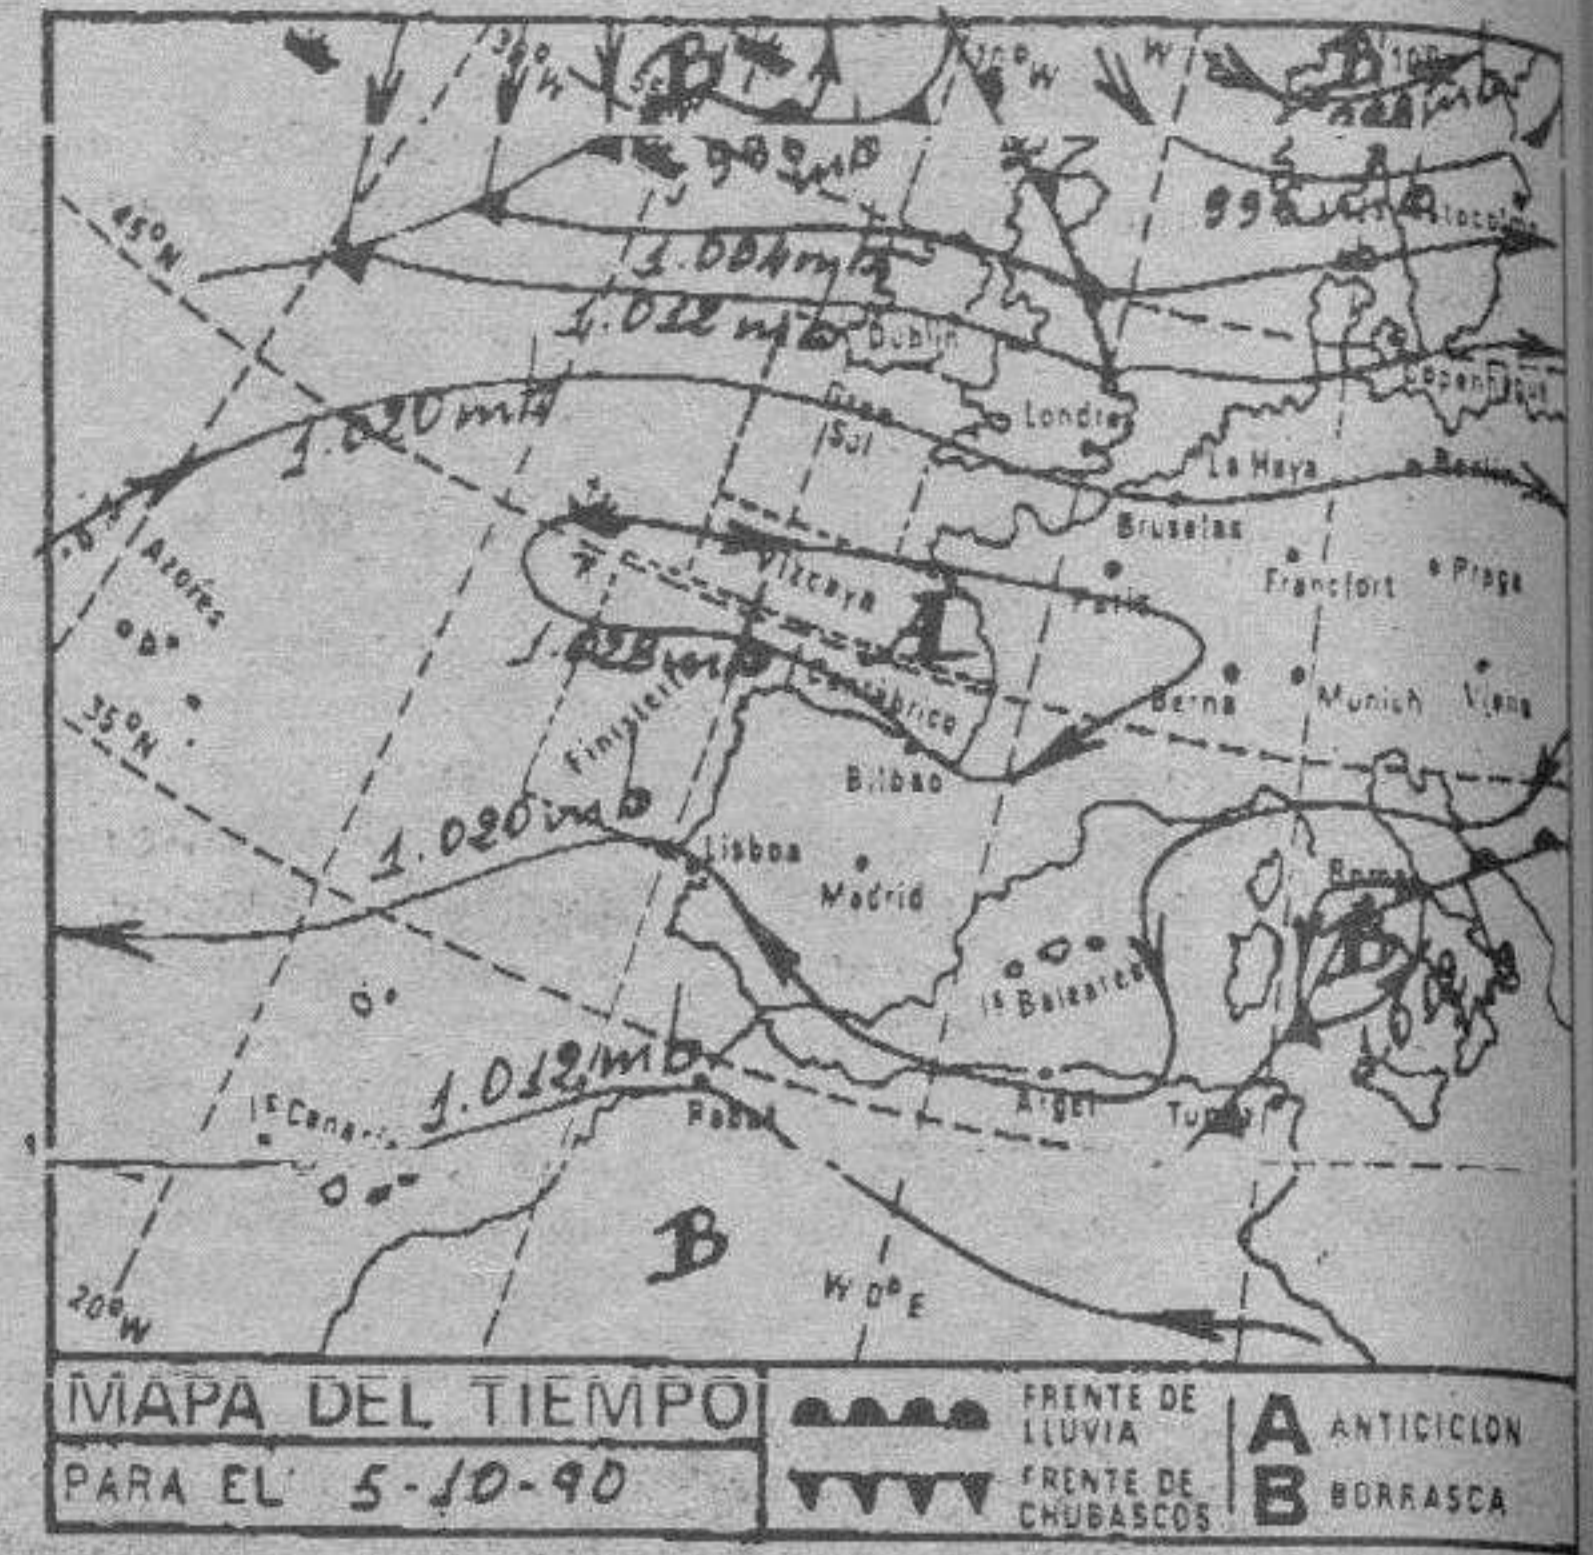 B
W
B
30°W
10°W
45°N
1.004mb
1.012 mb
Dublin
Copenhague
1.020 mb
Gran
Sol
Londres
La Haya
Berlin
Bruselas
Azores
Vizcaya
Paris
Francfort
Praga
A
1.028 mb
Cantábrico
Berna
Munich
Viena
35°N
Finisterre
Bilbao
1.020 mb
Lisboa
Madrid
Roma
B
Is Baleares
1.012 mb
Is Canarias
Rabat
Argel
Tunez
B
20°W
W 0° E
MAPA DEL TIEMPO
PARA EL 5-10-90
FRENTE DE
LLUVIA
FRENTE DE
CHUBASCOS
A ANTICICLON
B BORRASCA